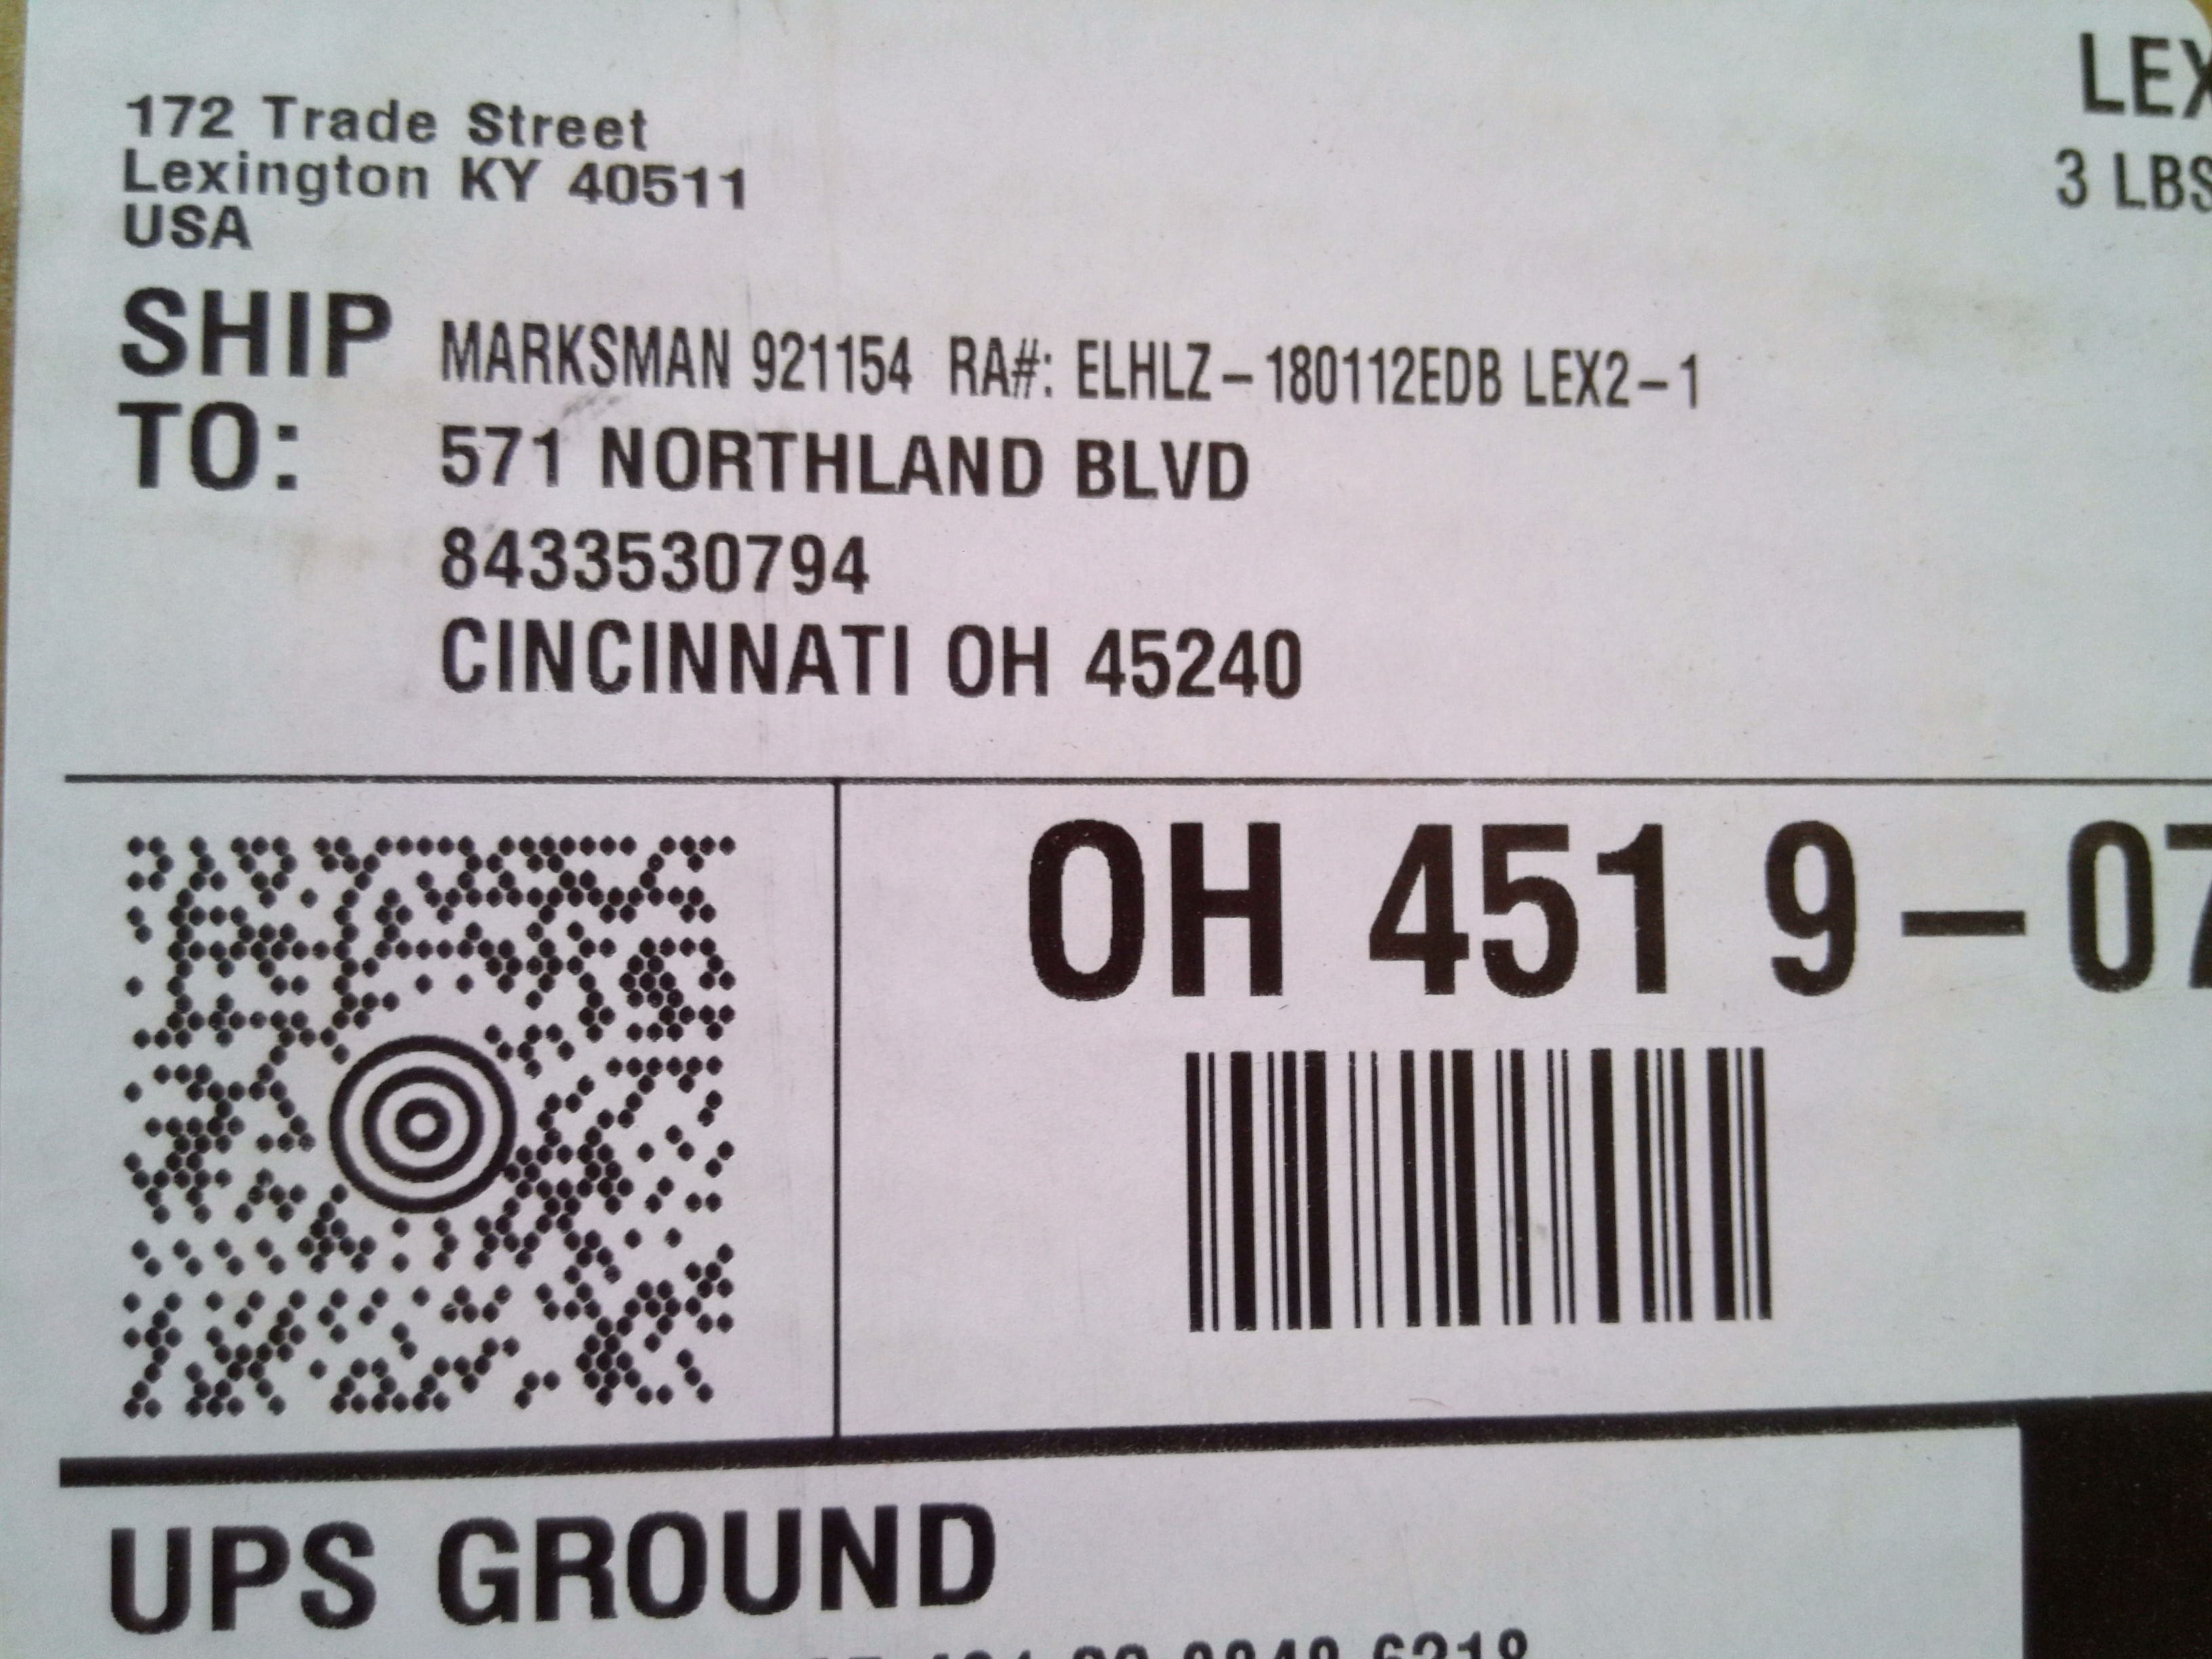 172 Trade Street
Lexington KY 40511
USA
LEX
3 LBS
SHIP TO:
MARKSMAN 921154 RA#: ELHLZ-180112EDB LEX2-1
571 NORTHLAND BLVD
8433530794
CINCINNATI OH 45240
OH 451 9-07
UPS GROUND